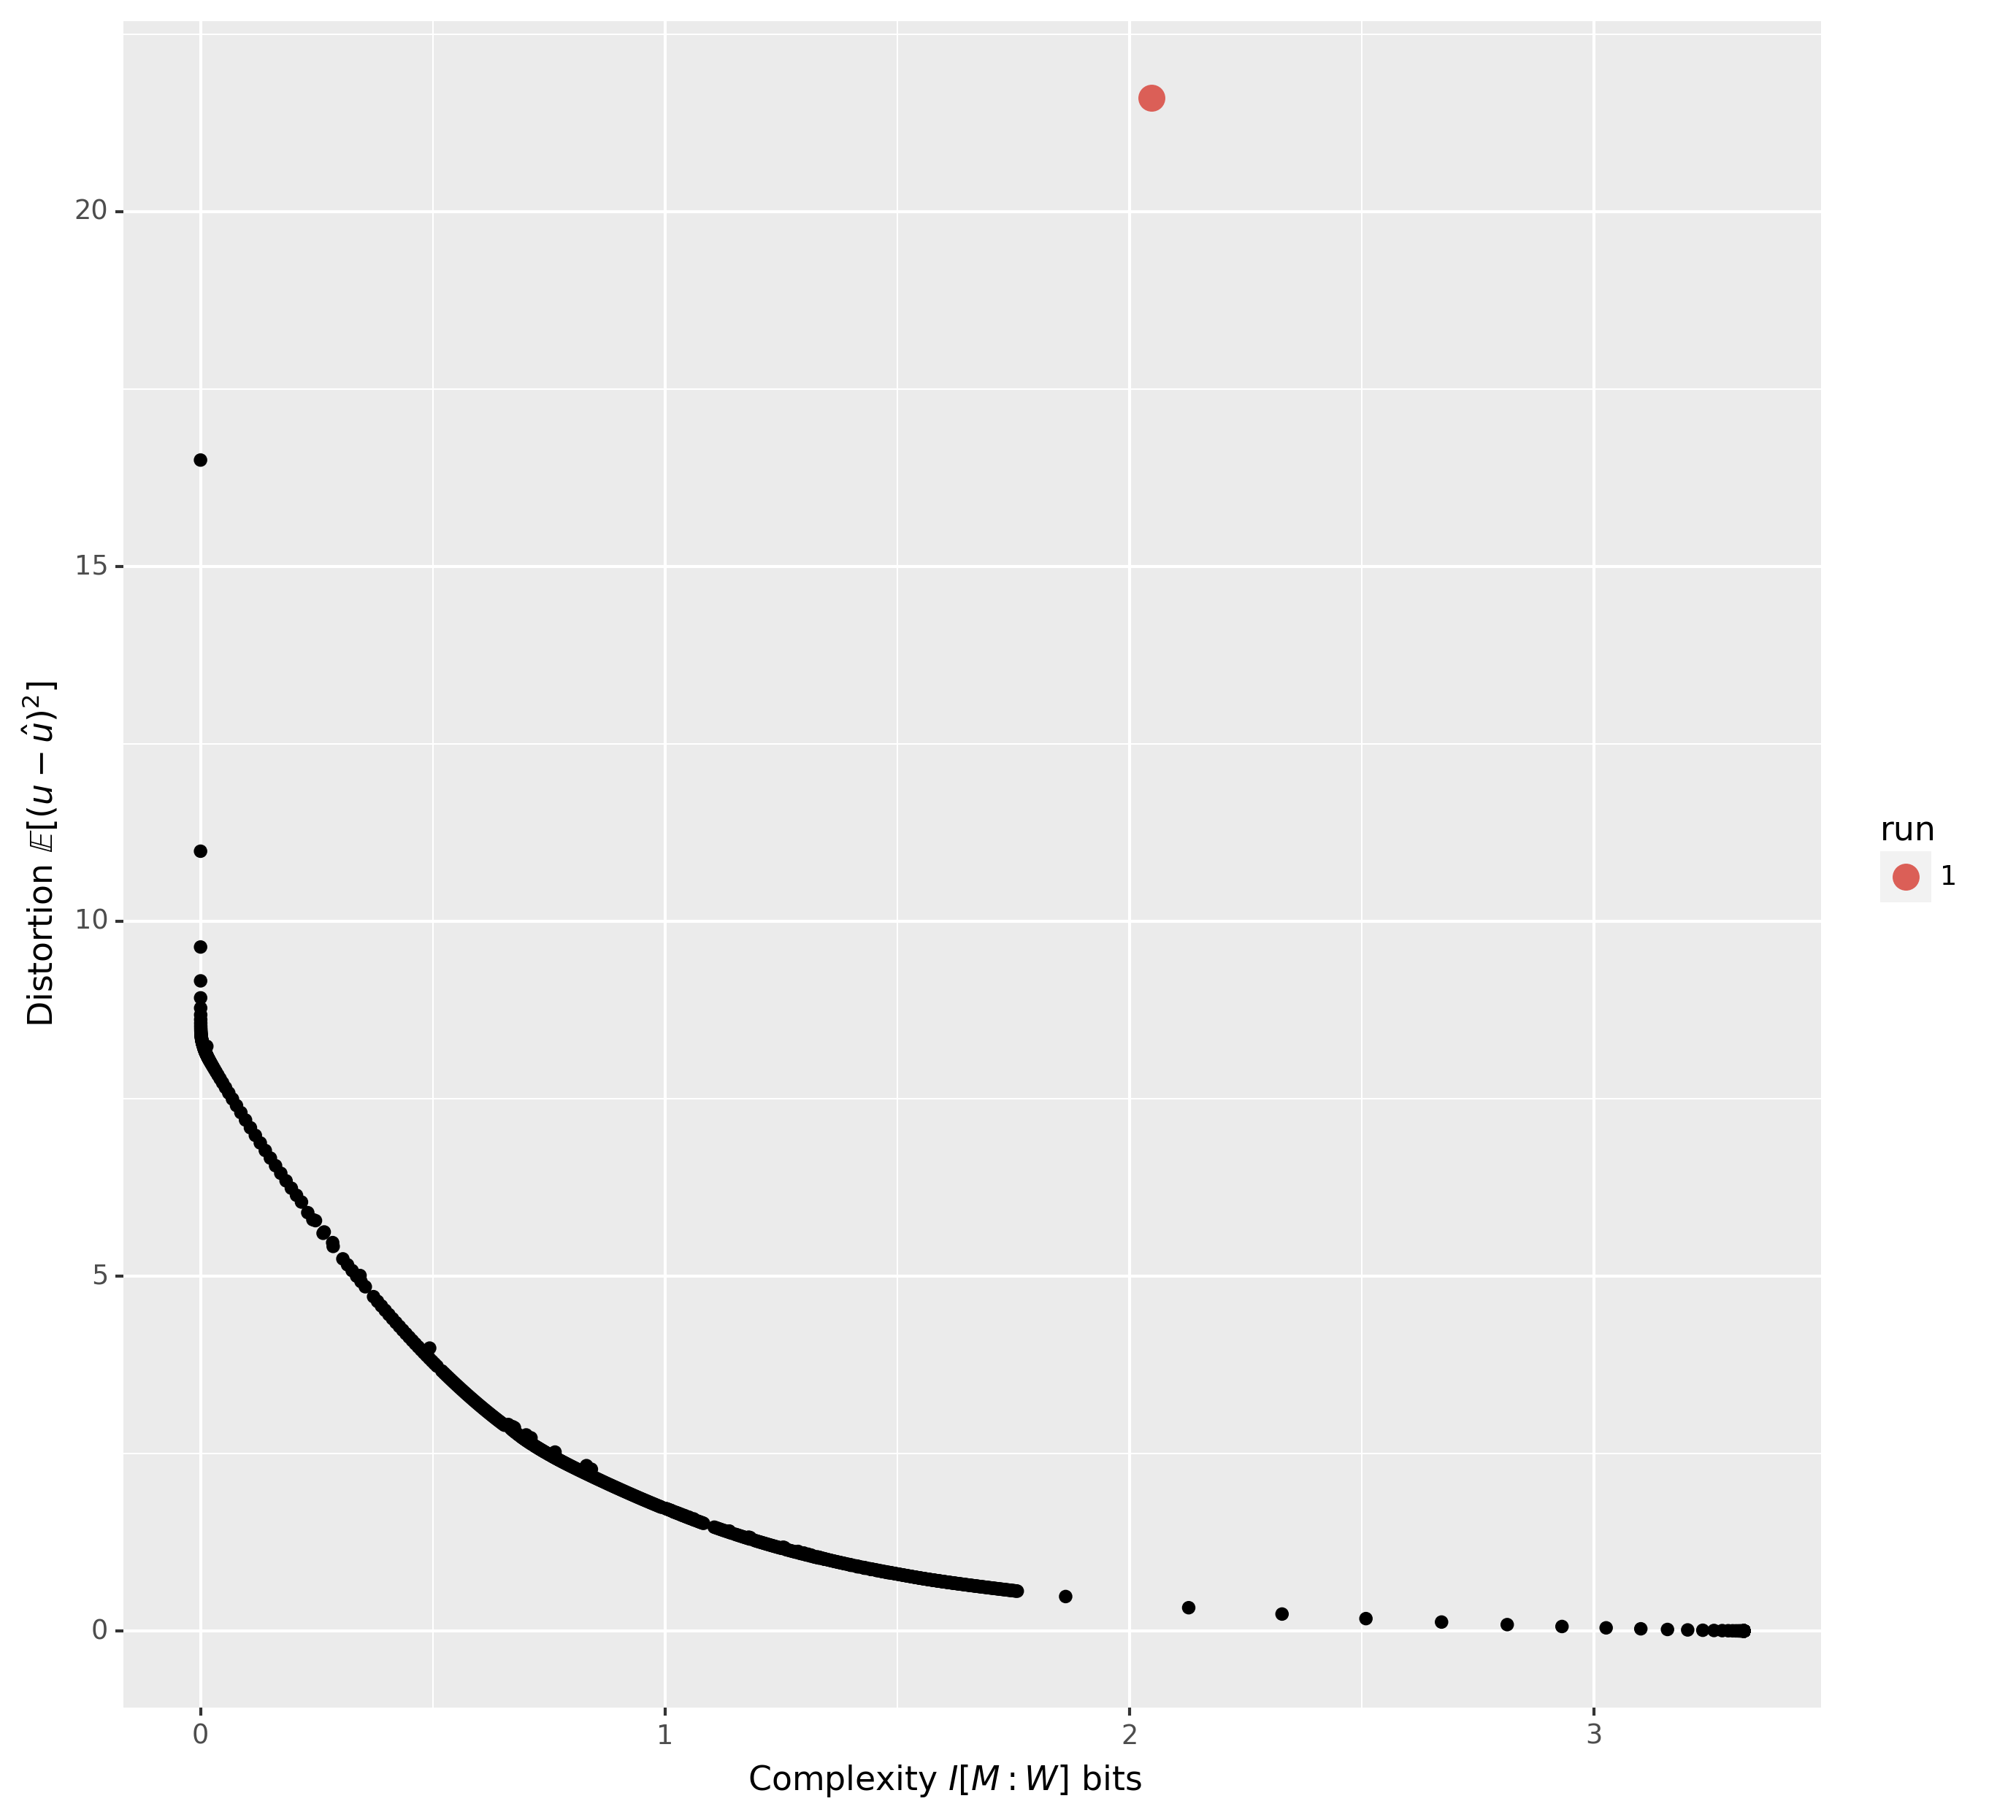 20
15
10
5
0
0 1 2 3
Distortion 𝔼[(u − û)²]
Complexity I[M : W] bits
run
1